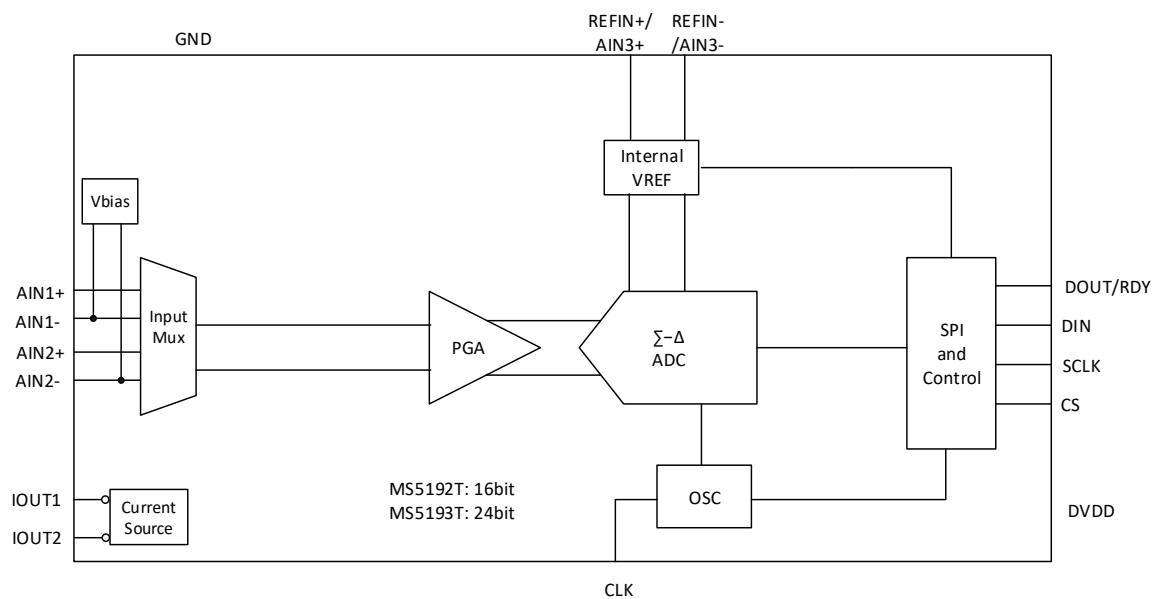 REFIN+/
AIN3+
REFIN-
/AIN3-
GND
Internal
VREF
Vbias
AIN1+
AIN1-
AIN2+
AIN2-
Input
Mux
PGA
∑−Δ
ADC
SPI
and
Control
DOUT/RDY
DIN
SCLK
CS
IOUT1
IOUT2
Current
Source
MS5192T: 16bit
MS5193T: 24bit
OSC
DVDD
CLK